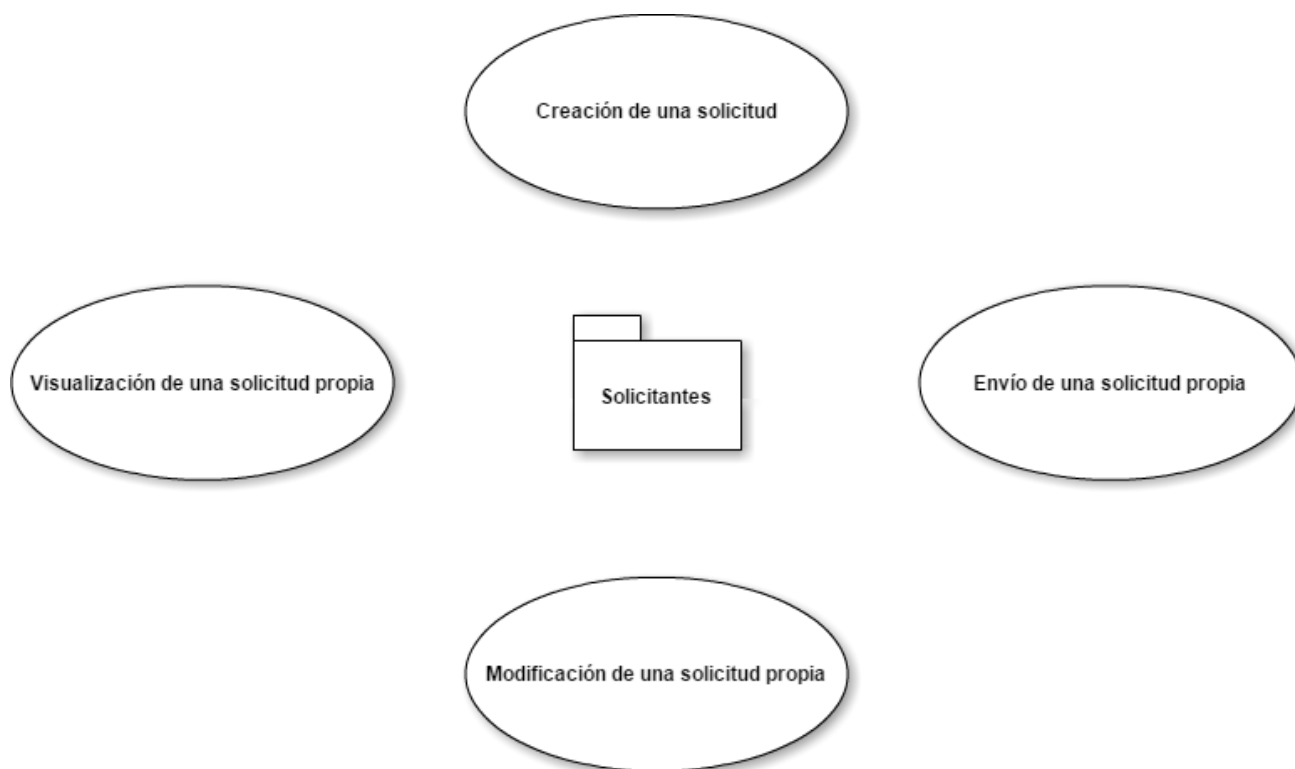 Creación de una solicitud
Visualización de una solicitud propia
Solicitantes
Envío de una solicitud propia
Modificación de una solicitud propia